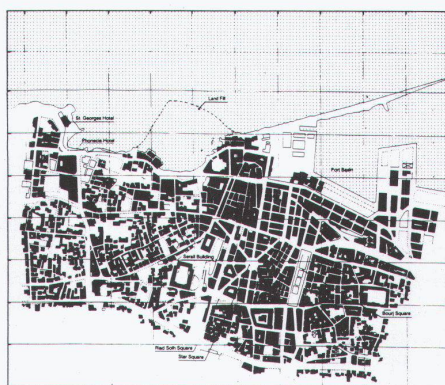 Land Fill
St. Georges Hotel
Phoenicia Hotel
Port Basin
Serail Building
Bourj Square
Riad Solh Square
Star Square